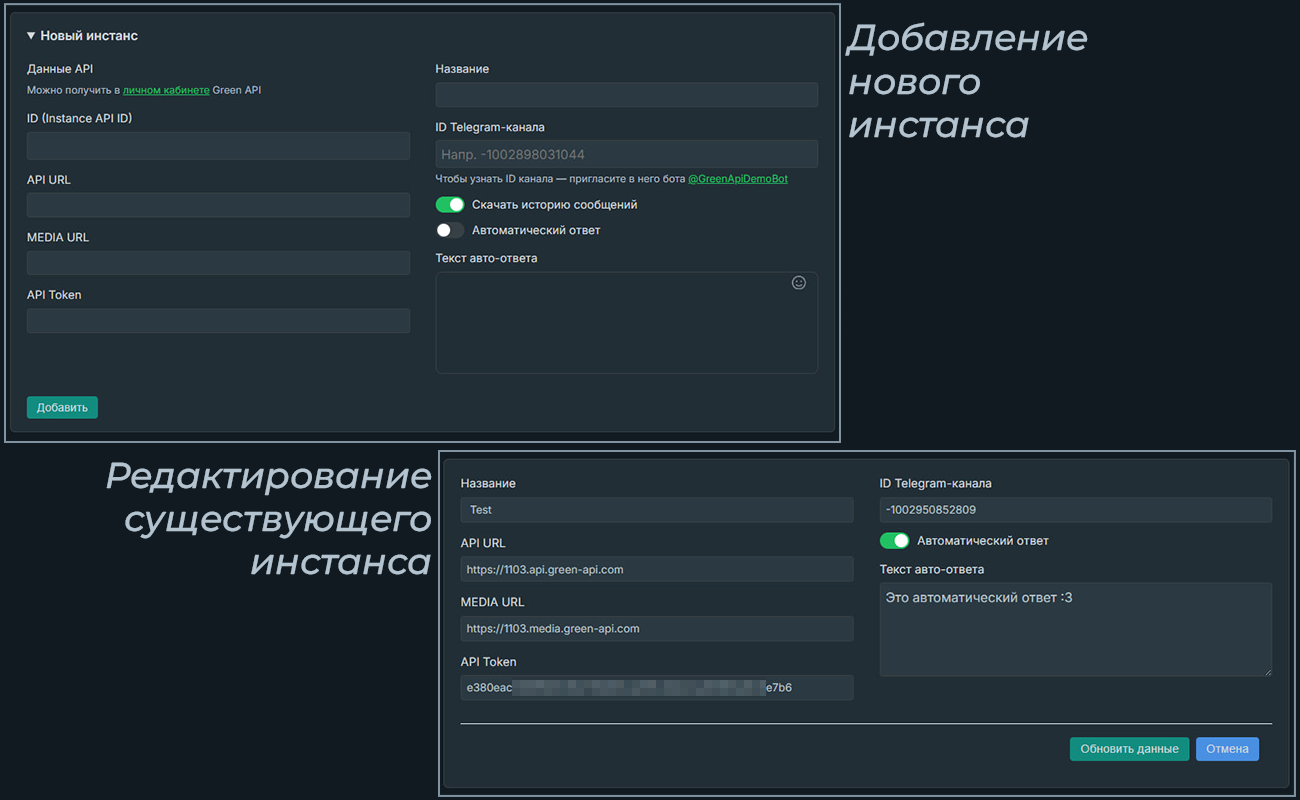 ▼ Новый инстанс
Данные API
Можно получить в личном кабинете Green API
ID (Instance API ID)
API URL
MEDIA URL
API Token
Добавить
Название
ID Telegram-канала
Напр. -1002898031044
Чтобы узнать ID канала — пригласите в него бота @GreenApiDemoBot
Скачать историю сообщений
Автоматический ответ
Текст авто-ответа
Добавление
нового
инстанса
Редактирование
существующего
инстанса
Название
Test
API URL
https://1103.api.green-api.com
MEDIA URL
https://1103.media.green-api.com
API Token
e380eac
e7b6
ID Telegram-канала
-1002950852809
Автоматический ответ
Текст авто-ответа
Это автоматический ответ :3
Обновить данные
Отмена